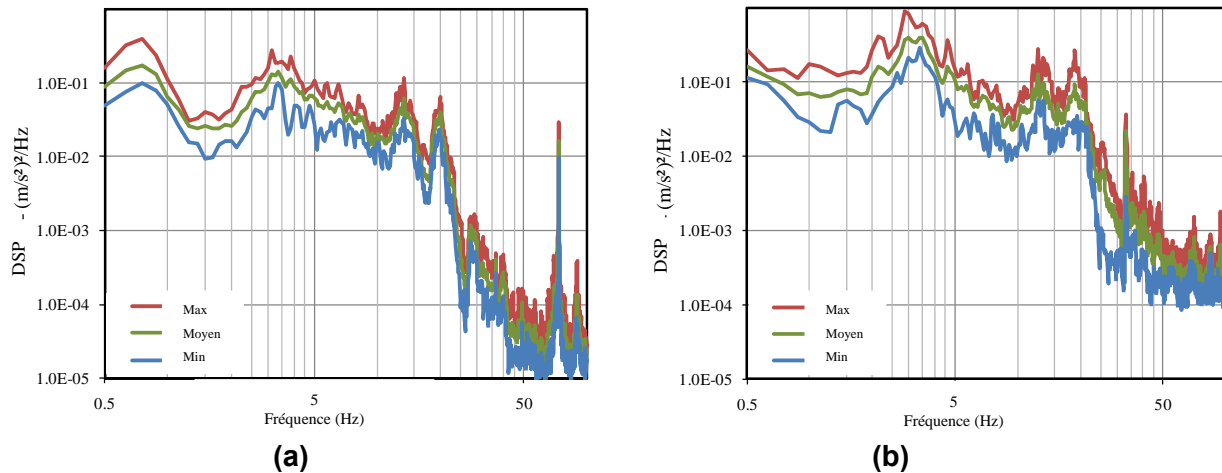 1.0E-01
1.0E-02
1.0E-03
1.0E-04
1.0E-05
DSP - (m/s²)²/Hz
Max
Moyen
Min
0.5
5
50
Fréquence (Hz)
(a)
1.0E-01
1.0E-02
1.0E-03
1.0E-04
1.0E-05
DSP · (m/s²)²/Hz
Max
Moyen
Min
0.5
5
50
Fréquence (Hz)
(b)